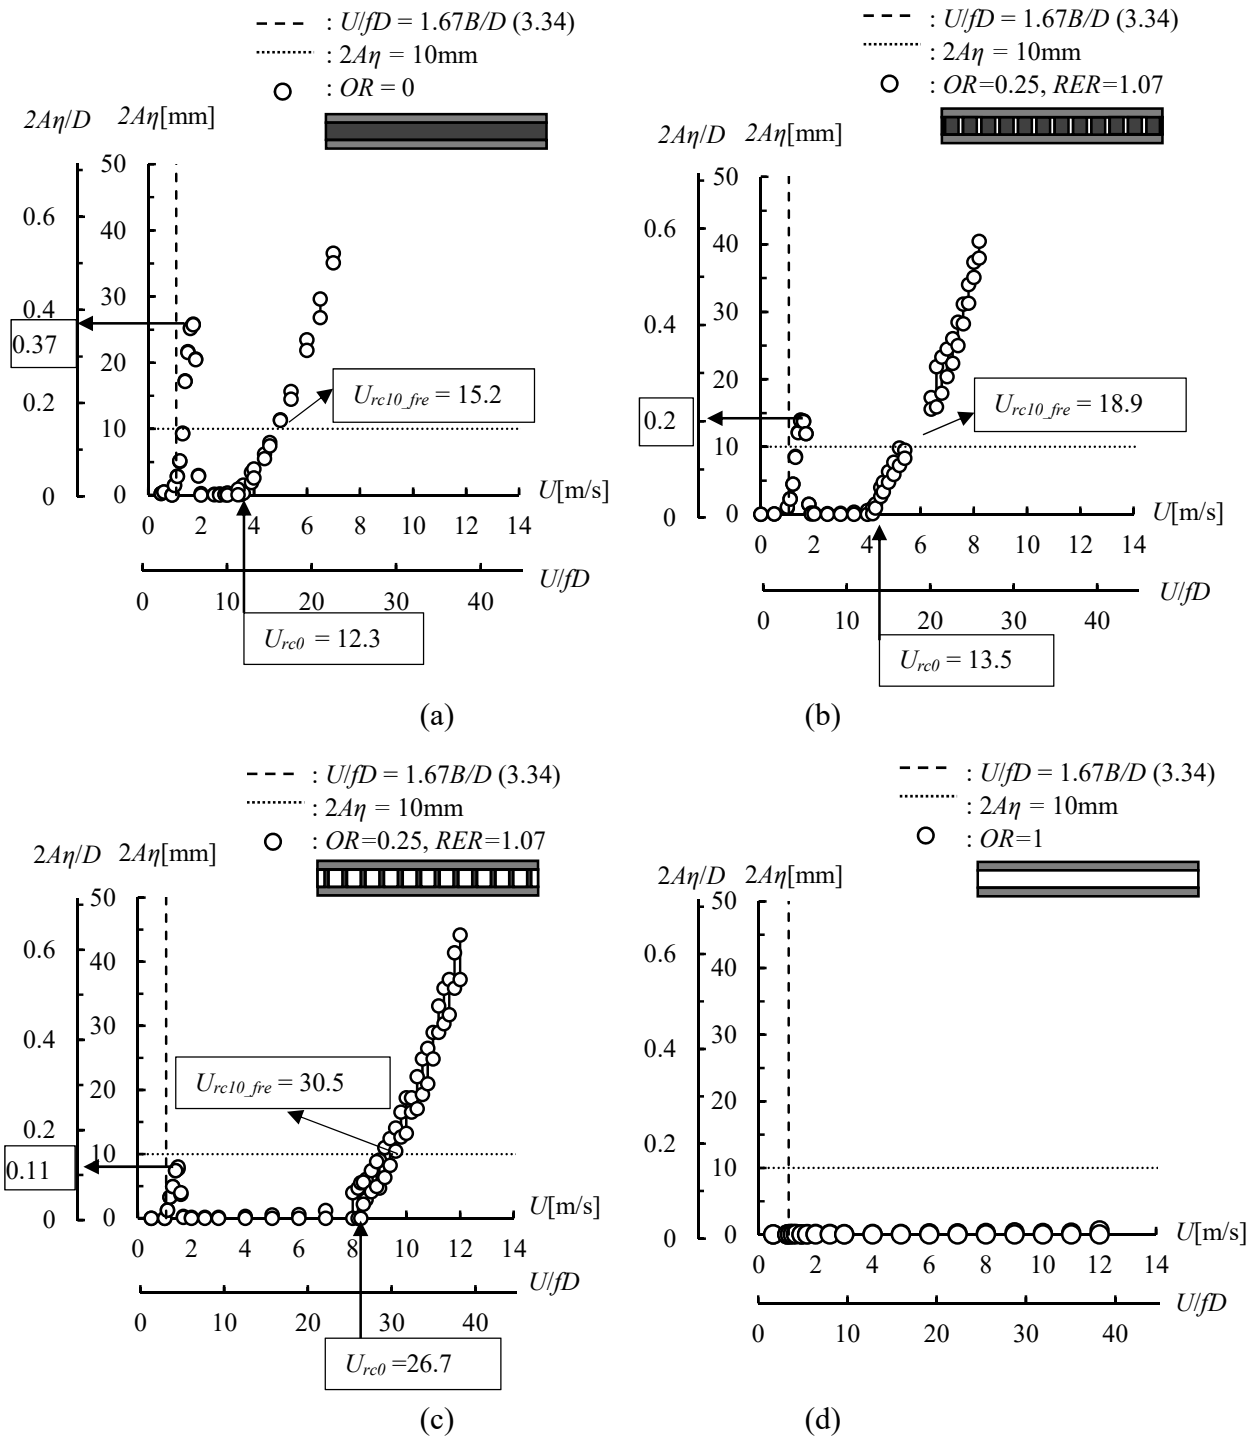 : U/fD = 1.67B/D (3.34)
: 2Aη = 10mm
: OR = 0
2Aη/D 2Aη[mm]
50
0.6
40
0.4
30
0.37
20
Urc10_fre = 15.2
0.2
10
0
0
U[m/s]
0 2 4 6 8 10 12 14
U/fD
0 10 20 30 40
Urc0 = 12.3
(a)
: U/fD = 1.67B/D (3.34)
: 2Aη = 10mm
: OR=0.25, RER=1.07
2Aη/D 2Aη[mm]
50
0.6
40
0.4
30
20
0.2
Urc10_fre = 18.9
10
0
0
U[m/s]
0 2 4 6 8 10 12 14
U/fD
0 10 20 30 40
Urc0 = 13.5
(b)
: U/fD = 1.67B/D (3.34)
: 2Aη = 10mm
: OR=0.25, RER=1.07
2Aη/D 2Aη[mm]
50
0.6
40
0.4
30
Urc10_fre = 30.5
20
0.2
10
0.11
0
0
U[m/s]
0 2 4 6 8 10 12 14
U/fD
0 10 20 30 40
Urc0 =26.7
(c)
: U/fD = 1.67B/D (3.34)
: 2Aη = 10mm
: OR=1
2Aη/D 2Aη[mm]
50
0.6
40
0.4
30
20
0.2
10
0
0
U[m/s]
0 2 4 6 8 10 12 14
U/fD
0 10 20 30 40
(d)